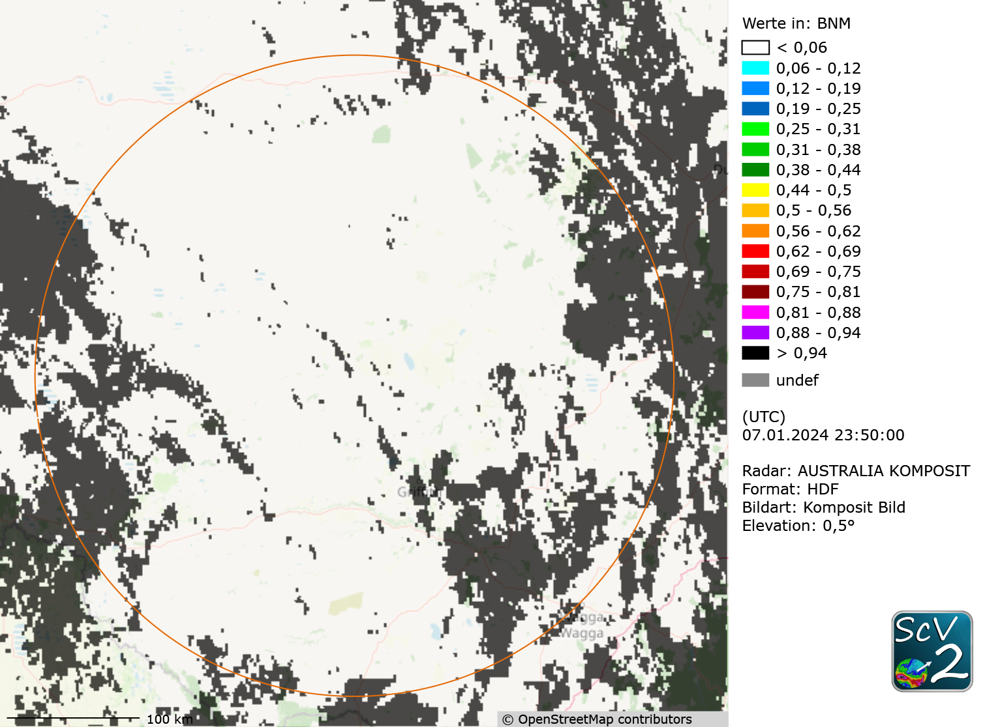 Werte in: BNM
< 0,06
0,06 - 0,12
0,12 - 0,19
0,19 - 0,25
0,25 - 0,31
0,31 - 0,38
0,38 - 0,44
0,44 - 0,5
0,5 - 0,56
0,56 - 0,62
0,62 - 0,69
0,69 - 0,75
0,75 - 0,81
0,81 - 0,88
0,88 - 0,94
> 0,94
undef
(UTC)
07.01.2024 23:50:00
Radar: AUSTRALIA KOMPOSIT
Format: HDF
Bildart: Komposit Bild
Elevation: 0,5°
Du
Griffith
Wagga
Wagga
100 km
© OpenStreetMap contributors
ScV
2